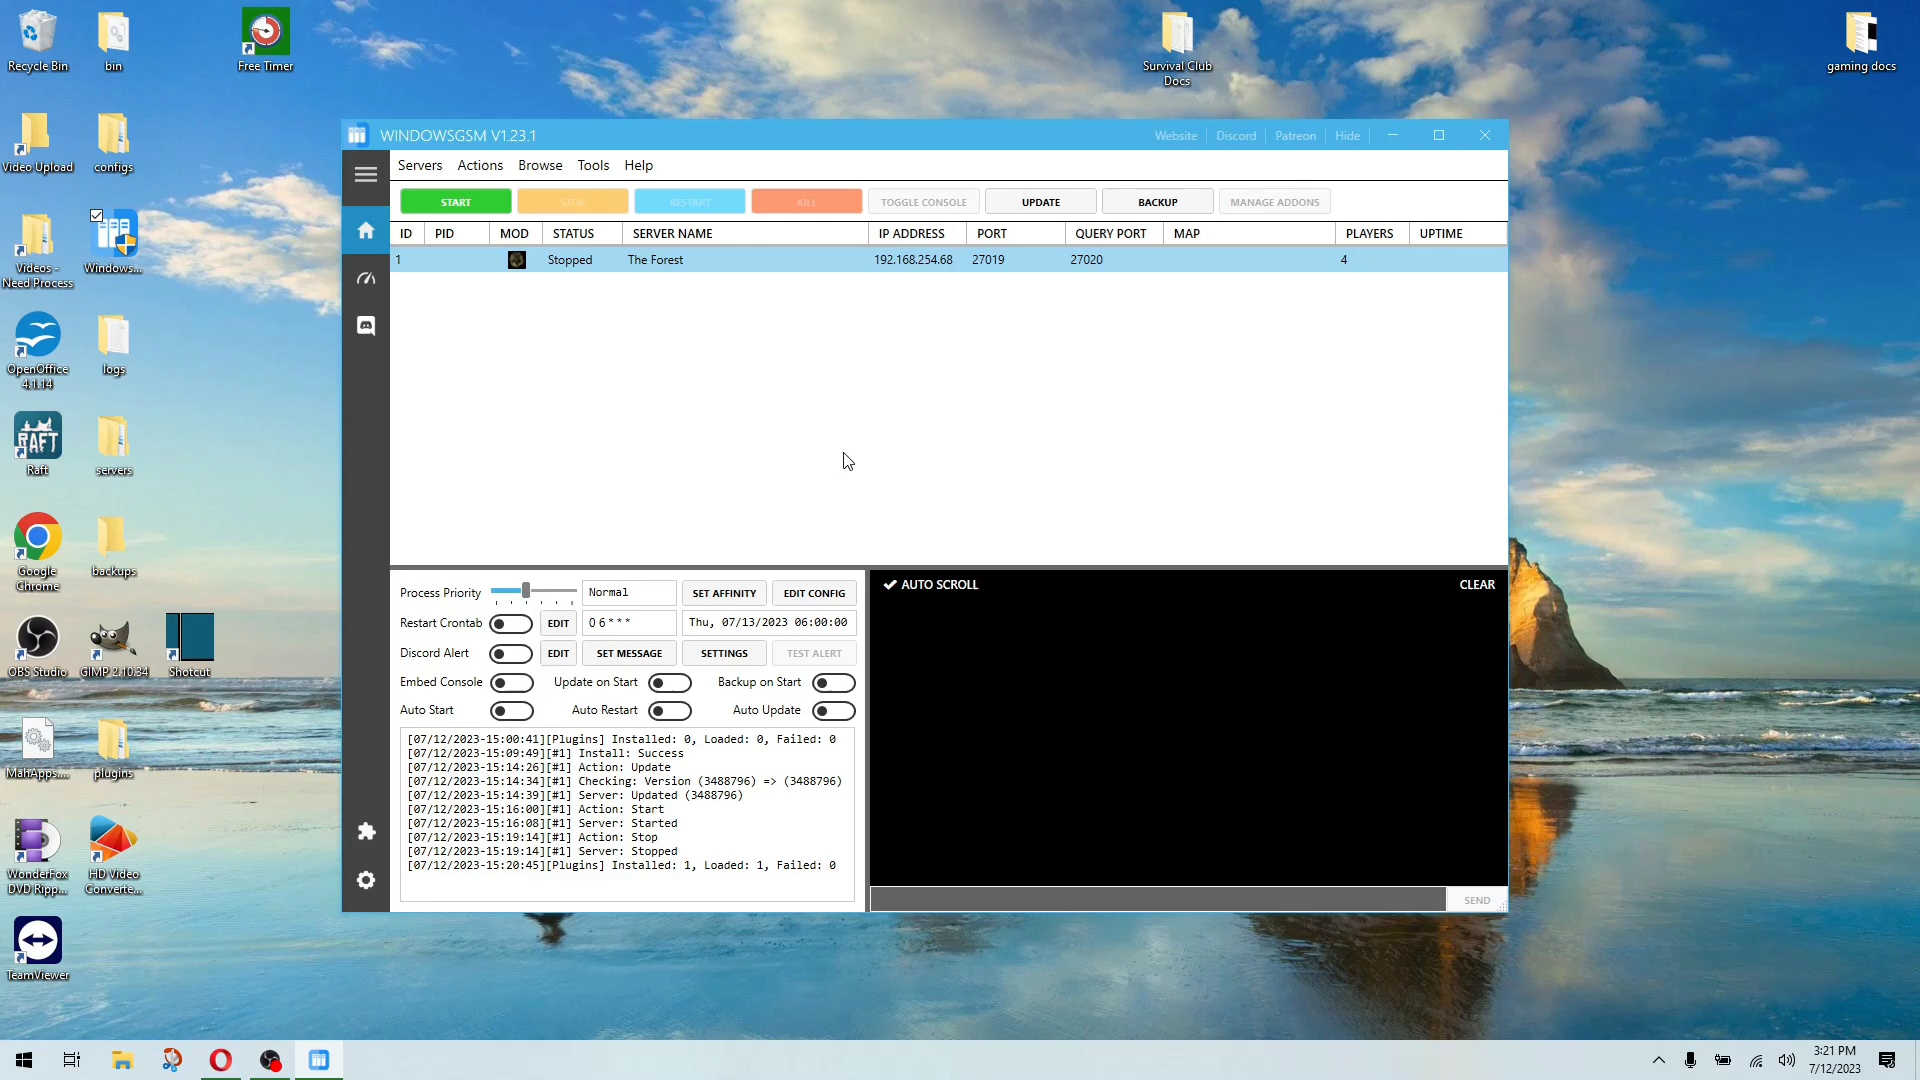 Recycle Bin
bin
Free Timer
Survival Club
Docs
gaming docs
Video Upload
configs
Videos -
Need Process
Windows...
OpenOffice
4.1.14
logs
RAFT
Raft
servers
Google
Chrome
backups
OBS Studio
GIMP 2.10.34
Shotcut
MahApps....
plugins
WonderFox
DVD Ripp...
HD Video
Converte...
TeamViewer
WINDOWSGSM V1.23.1
Website
Discord
Patreon
Hide
Servers Actions Browse Tools Help
START STOP RESTART KILL TOGGLE CONSOLE UPDATE BACKUP MANAGE ADDONS
ID PID MOD STATUS SERVER NAME IP ADDRESS PORT QUERY PORT MAP PLAYERS UPTIME
1 Stopped The Forest 192.168.254.68 27019 27020 4
Process Priority Normal SET AFFINITY EDIT CONFIG
Restart Crontab EDIT 0 6 * * * Thu, 07/13/2023 06:00:00
Discord Alert EDIT SET MESSAGE SETTINGS TEST ALERT
Embed Console Update on Start Backup on Start
Auto Start Auto Restart Auto Update
[07/12/2023-15:00:41][Plugins] Installed: 0, Loaded: 0, Failed: 0
[07/12/2023-15:09:49][#1] Install: Success
[07/12/2023-15:14:26][#1] Action: Update
[07/12/2023-15:14:34][#1] Checking: Version (3488796) => (3488796)
[07/12/2023-15:14:39][#1] Server: Updated (3488796)
[07/12/2023-15:16:00][#1] Action: Start
[07/12/2023-15:16:08][#1] Server: Started
[07/12/2023-15:19:14][#1] Action: Stop
[07/12/2023-15:19:14][#1] Server: Stopped
[07/12/2023-15:20:45][Plugins] Installed: 1, Loaded: 1, Failed: 0
AUTO SCROLL
CLEAR
SEND
3:21 PM
7/12/2023